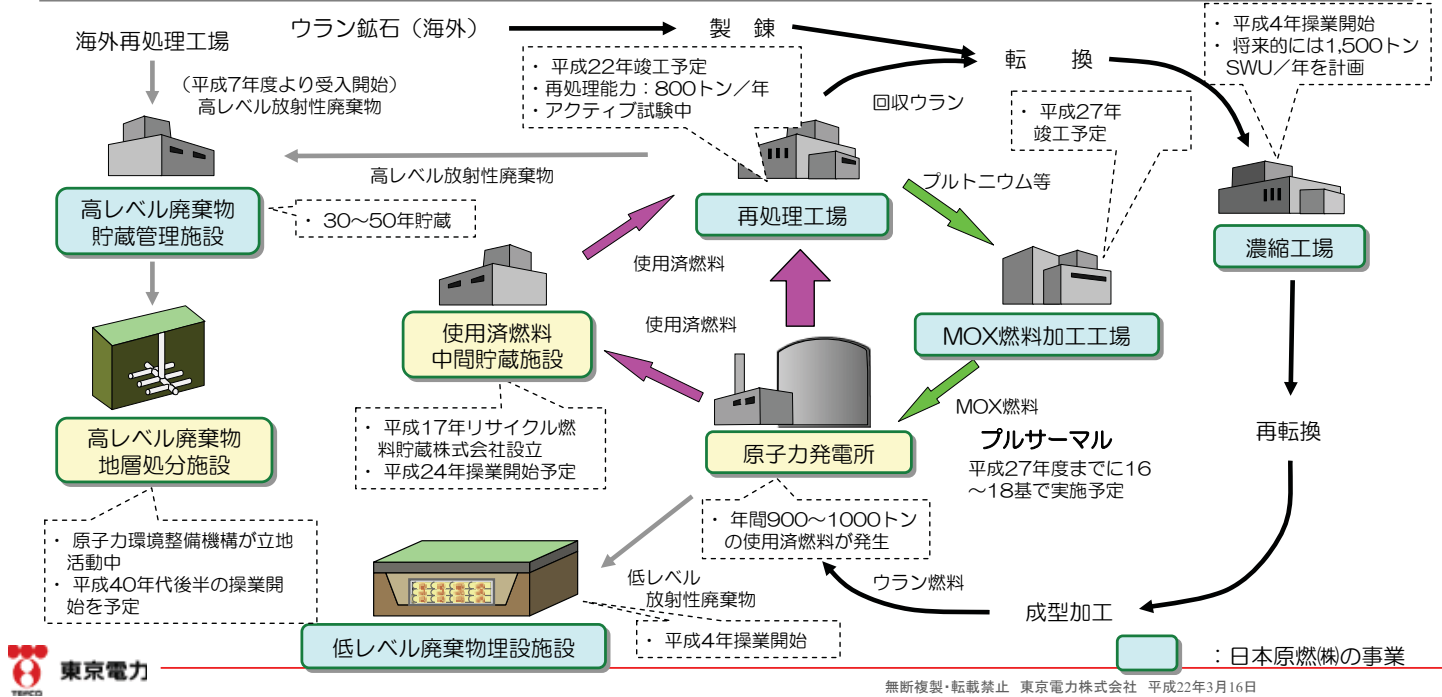 ウラン鉱石（海外）
製　錬
転　換
・ 平成4年操業開始
・ 将来的には1,500トン
SWU／年を計画
海外再処理工場
（平成7年度より受入開始）
高レベル放射性廃棄物
・ 平成22年竣工予定
・ 再処理能力：800トン／年
・ アクティブ試験中
回収ウラン
・ 平成27年
竣工予定
高レベル放射性廃棄物
プルトニウム等
高レベル廃棄物
貯蔵管理施設
・ 30～50年貯蔵
再処理工場
濃縮工場
使用済燃料
使用済燃料
中間貯蔵施設
使用済燃料
MOX燃料加工工場
・ 平成17年リサイクル燃
料貯蔵株式会社設立
・ 平成24年操業開始予定
原子力発電所
MOX燃料
プルサーマル
平成27年度までに16
～18基で実施予定
再転換
高レベル廃棄物
地層処分施設
・ 原子力環境整備機構が立地
活動中
・ 平成40年代後半の操業開
始を予定
・ 年間900～1000トン
の使用済燃料が発生
低レベル
放射性廃棄物
ウラン燃料
成型加工
低レベル廃棄物埋設施設
・ 平成4年操業開始
：日本原燃㈱の事業
TEPCO
東京電力
無断複製・転載禁止 東京電力株式会社 平成22年3月16日